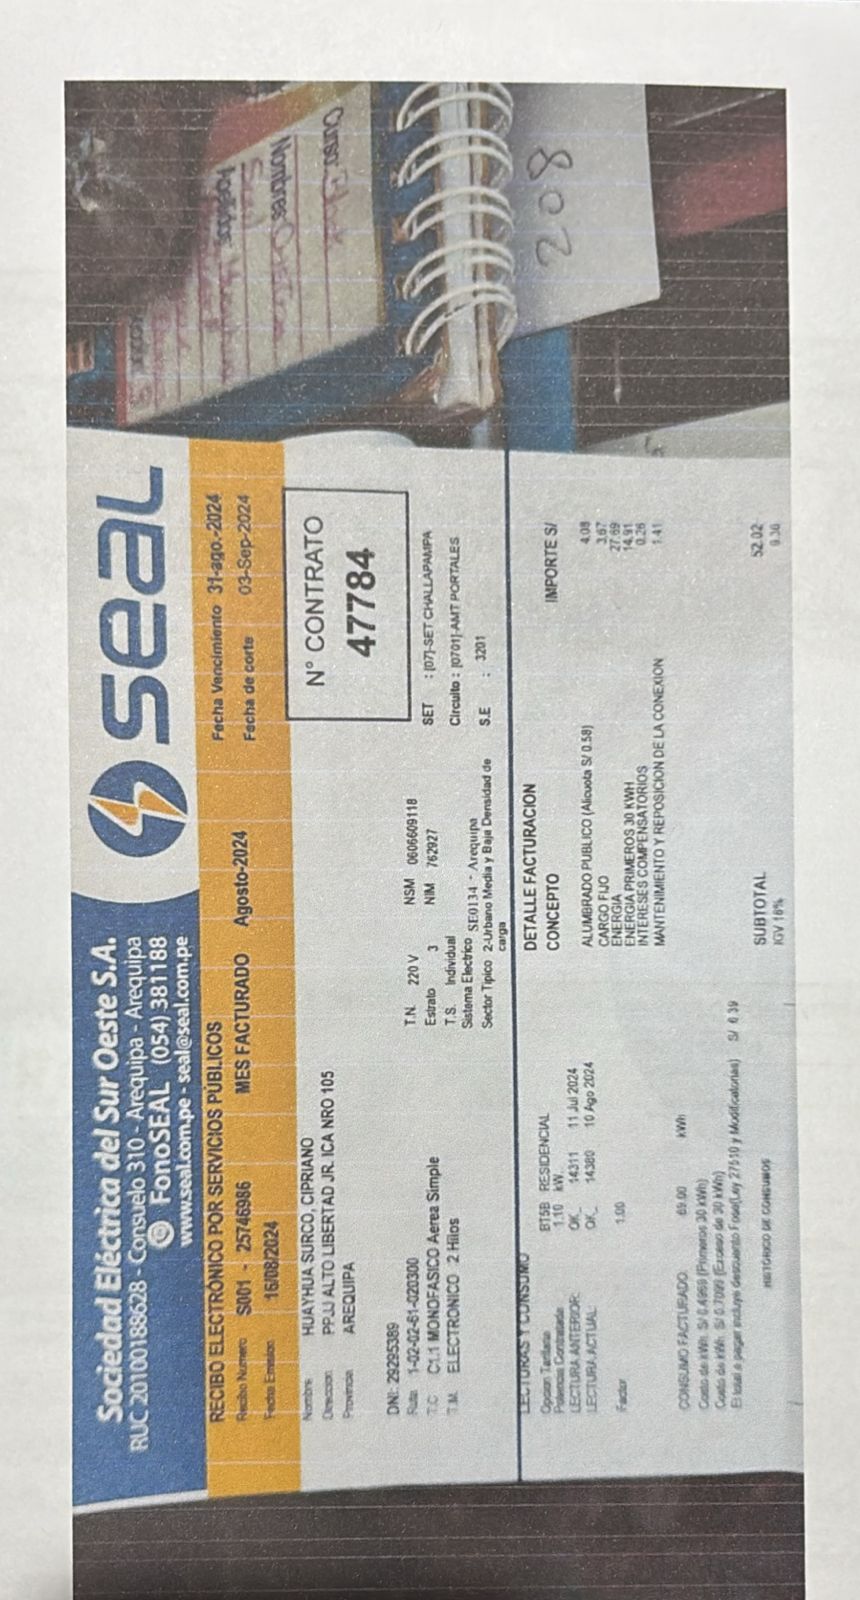 Sociedad Eléctrica del Sur Oeste S.A.
RUC 20100188628 - Consuelo 310 - Arequipa - Arequipa
FonoSEAL (054) 381188
www.seal.com.pe - seal@seal.com.pe
seal
RECIBO ELECTRÓNICO POR SERVICIOS PÚBLICOS
Fecha Vencimiento 31-ago.-2024
Recibo Numero S001 - 25746986 MES FACTURADO Agosto-2024
Fecha de corte 03-Sep-2024
Fecha Emision 16/08/2024
Nombre HUAYHUA SURCO, CIPRIANO
Direccion PP.JJ ALTO LIBERTAD JR. ICA NRO 105
Provincia AREQUIPA
N° CONTRATO
47784
DNI: 29295389
Ruta 1-02-02-61-020300
T.C C1.1 MONOFASICO Aerea Simple
T.M. ELECTRONICO 2 Hilos
T.N. 220 V NSM 0606609118
Estrato 3 NIM 762927
T.S. Individual
Sistema Electrico SE0134 - Arequipa
Sector Tipico 2-Urbano Media y Baja Densidad de
carga
SET : [07]-SET CHALLAPAMPA
Circuito : [0701]-AMT PORTALES
S.E : 3201
LECTURAS Y CONSUMO
Opcion Tarifaria BT5B RESIDENCIAL
Potencia Contratada 1.10 kW.
LECTURA ANTERIOR: OK_ 14311 11 Jul 2024
LECTURA ACTUAL: OK_ 14380 10 Ago 2024
Factor 1.00
CONSUMO FACTURADO 69.00 kWh
Costo de kWh. S/ 0.4969 (Primeros 30 kWh)
Costo de kWh. S/ 0.7099 (Exceso de 30 kWh)
El total a pagar incluye descuento Fose(Ley 27510 y Modificatorias) S/ 6.39
HISTORICO DE CONSUMOS
DETALLE FACTURACION
CONCEPTO IMPORTE S/
ALUMBRADO PUBLICO (Alicuota S/ 0.58) 4.08
CARGO FIJO 3.67
ENERGIA 27.69
ENERGIA PRIMEROS 30 KWH 14.91
INTERESES COMPENSATORIOS 0.26
MANTENIMIENTO Y REPOSICION DE LA CONEXION 1.41
SUBTOTAL 52.02
IGV 18% 9.36
Curso:
Nombres:
Apellidos:
208